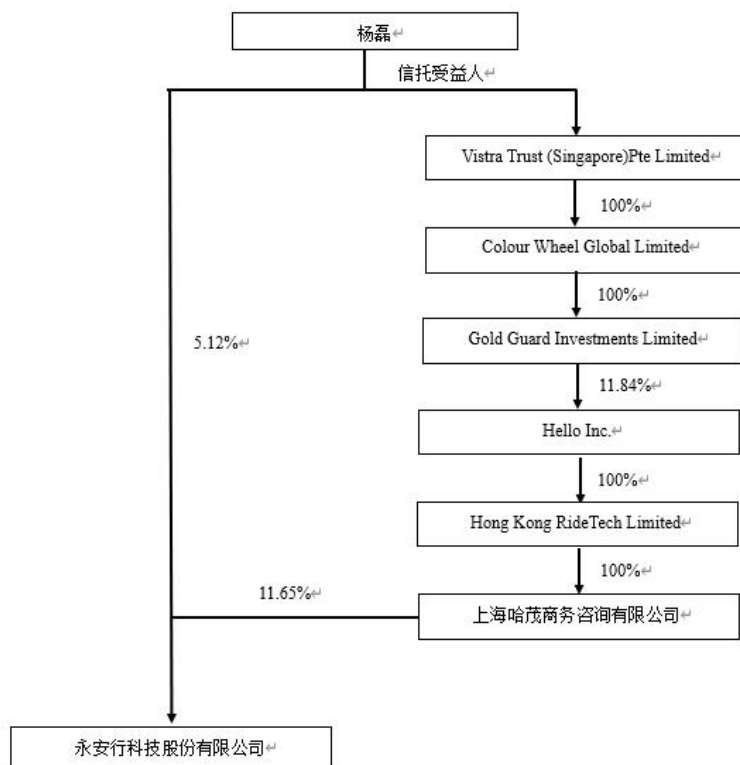 杨磊↵
信托受益人↵
Vistra Trust (Singapore)Pte Limited↵
100%↵
Colour Wheel Global Limited↵
100%↵
Gold Guard Investments Limited↵
5.12%↵
11.84%↵
Hello Inc.↵
100%↵
Hong Kong RideTech Limited↵
100%↵
11.65%↵
上海哈茂商务咨询有限公司↵
永安行科技股份有限公司↵